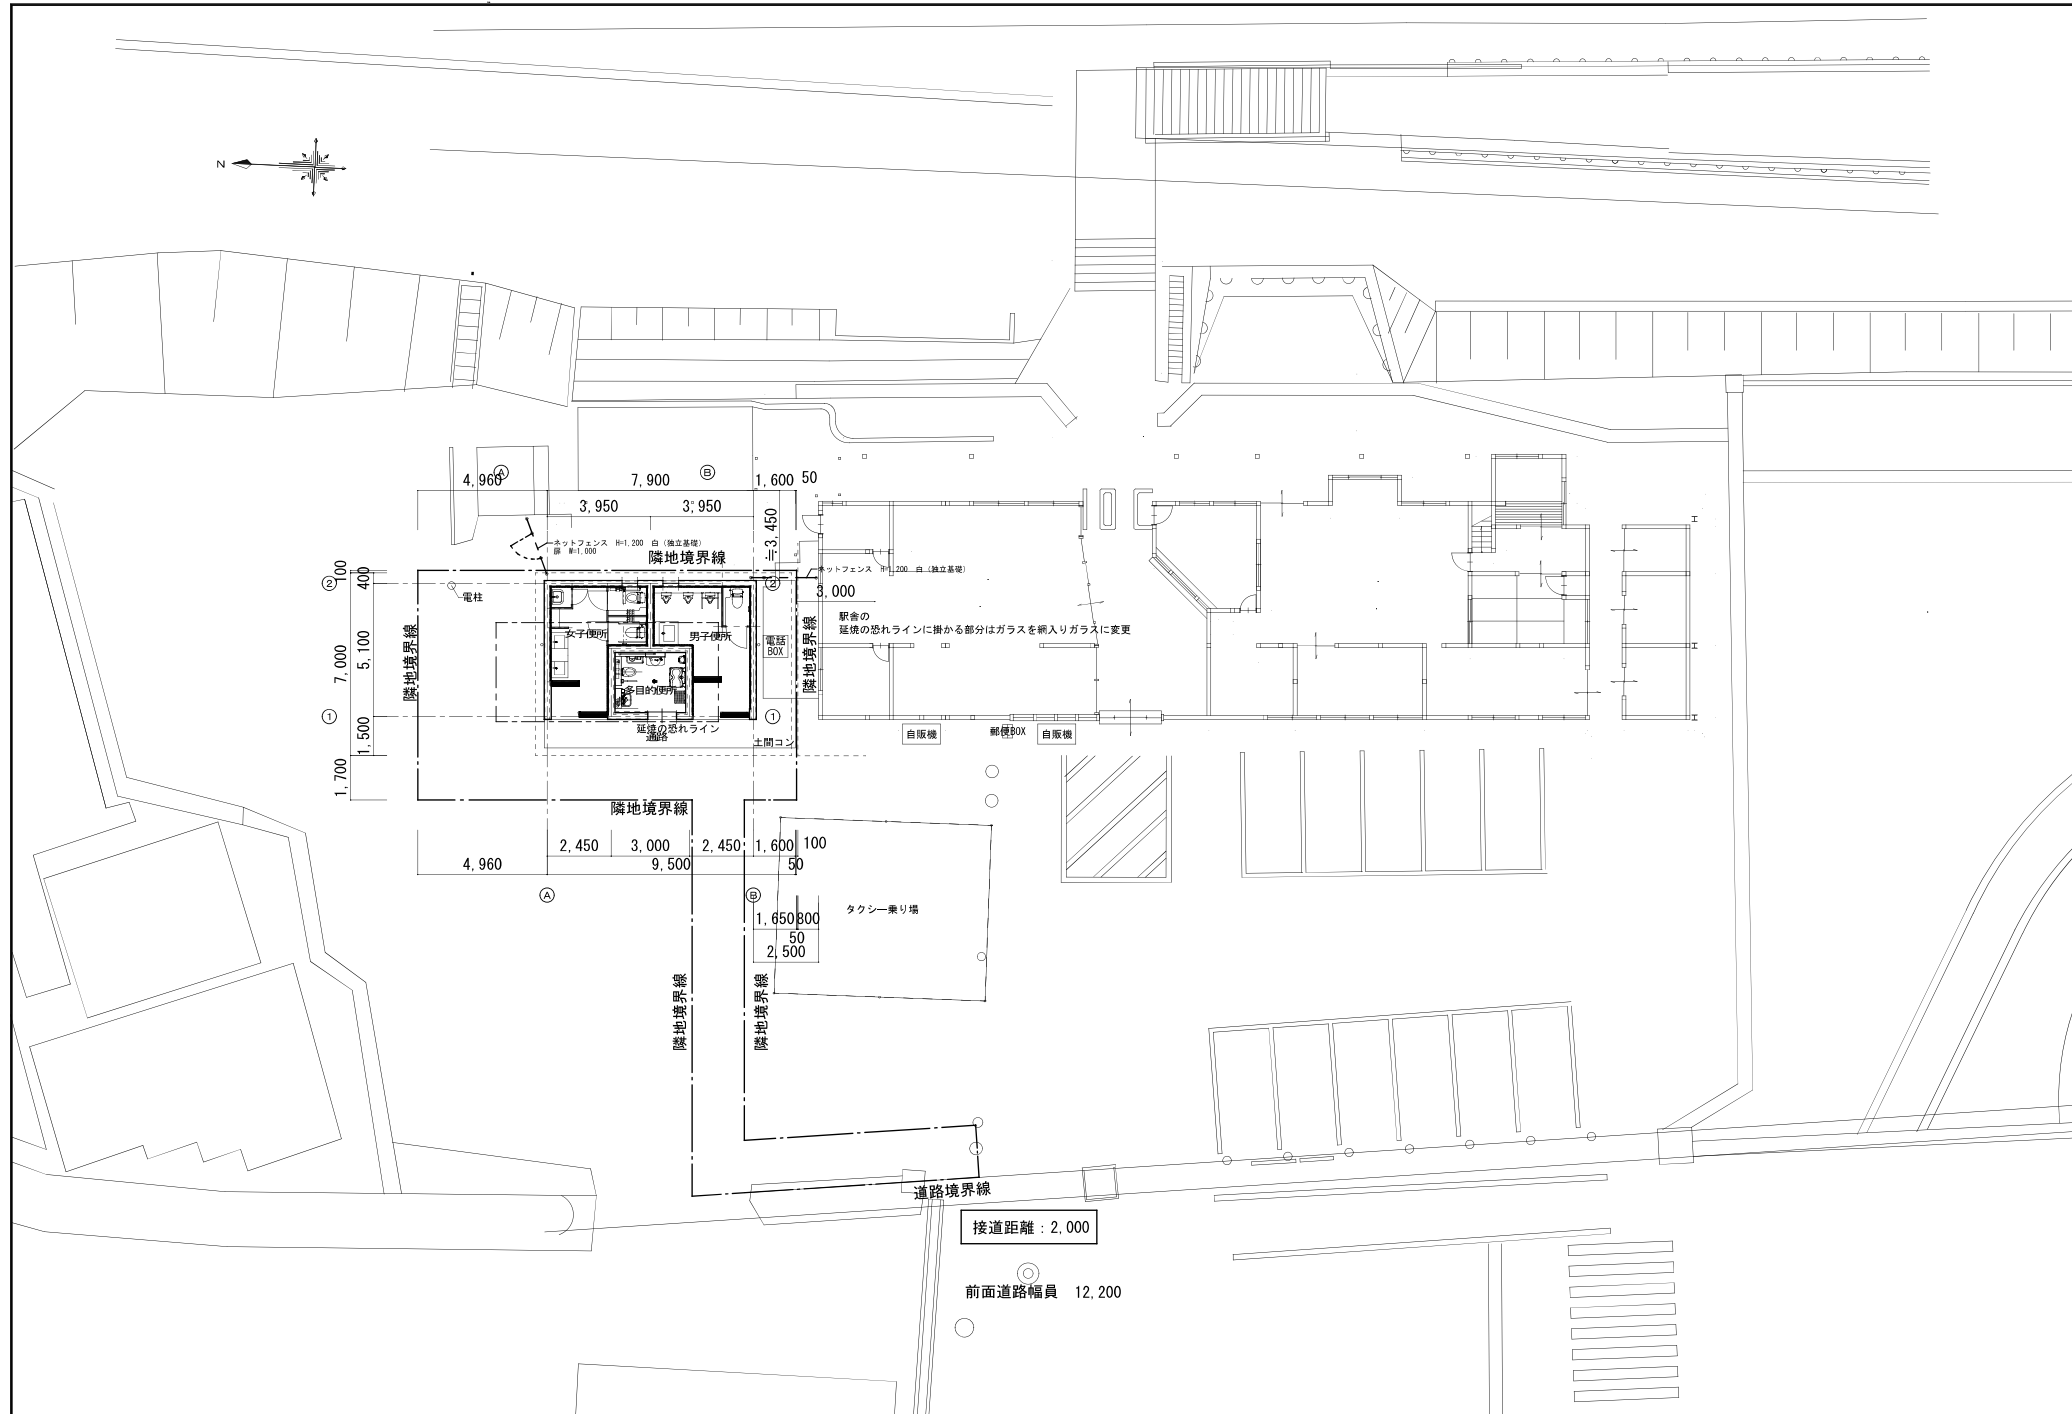 N
A
B
4,960
7,900
1,600
50
3,950
3,950
≒3,450
ネットフェンス H=1,200 白（独立基礎）
扉 W=1,000
隣地境界線
ネットフェンス H=1,200 白（独立基礎）
100
400
2
2
電柱
3,000
駅舎の
延焼の恐れラインに掛かる部分はガラスを網入りガラスに変更
女子便所
男子便所
電話
BOX
隣地境界線
隣地境界線
7,000
5,100
多目的便所
1
1
延焼の恐れライン
通路
土間コン
1,500
1,700
自販機
郵便BOX
自販機
隣地境界線
2,450
3,000
2,450
1,600
100
4,960
9,500
50
A
B
1,650
800
50
2,500
タクシー乗り場
隣地境界線
隣地境界線
道路境界線
接道距離：2,000
前面道路幅員 12,200